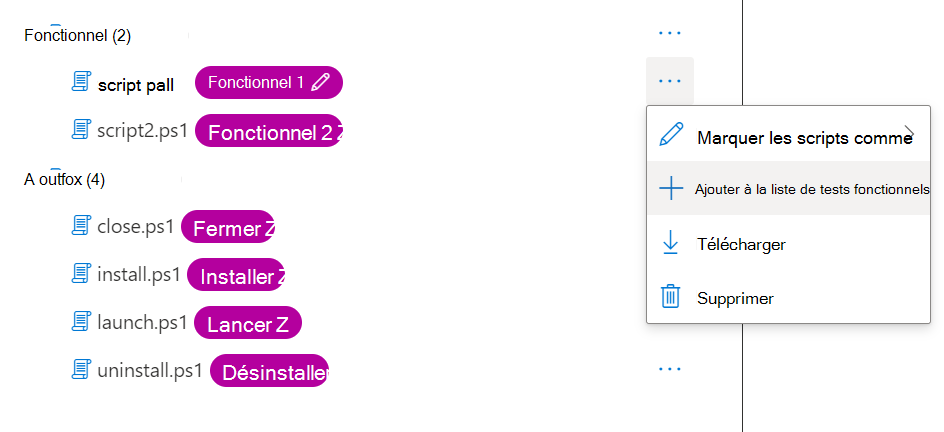 Fonctionnel (2)
script pall Fonctionnel 1
script2.ps1 Fonctionnel 2 Z
Marquer les scripts comme
A outfox (4)
Ajouter à la liste de tests fonctionnels
close.ps1 Fermer Z
Télécharger
install.ps1 Installer Z
Supprimer
launch.ps1 Lancer Z
uninstall.ps1 Désinstaller